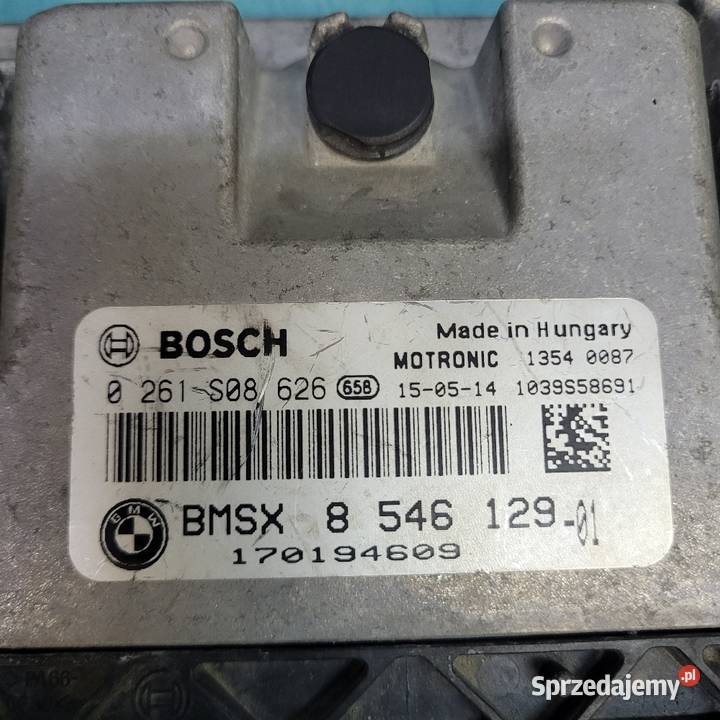 BOSCH
Made in Hungary
MOTRONIC 1354 0087
0 261 S08 626 658 15-05-14 1039S58691
BMW
BMSX 8 546 129-01
170194609
Sprzedajemy.pl